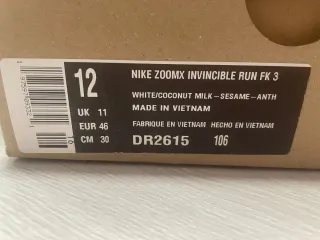 12
UK 11
EUR 46
CM 30
NIKE ZOOMX INVINCIBLE RUN FK 3
WHITE/COCONUT MILK-SESAME-ANTH
MADE IN VIETNAM
FABRIQUE EN VIETNAM HECHO EN VIETNAM
DR2615 106